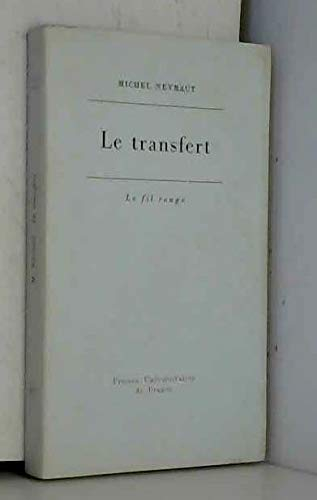 MICHEL NEYRAUT
Le transfert
Le fil rouge
Presses Universitaires
de France